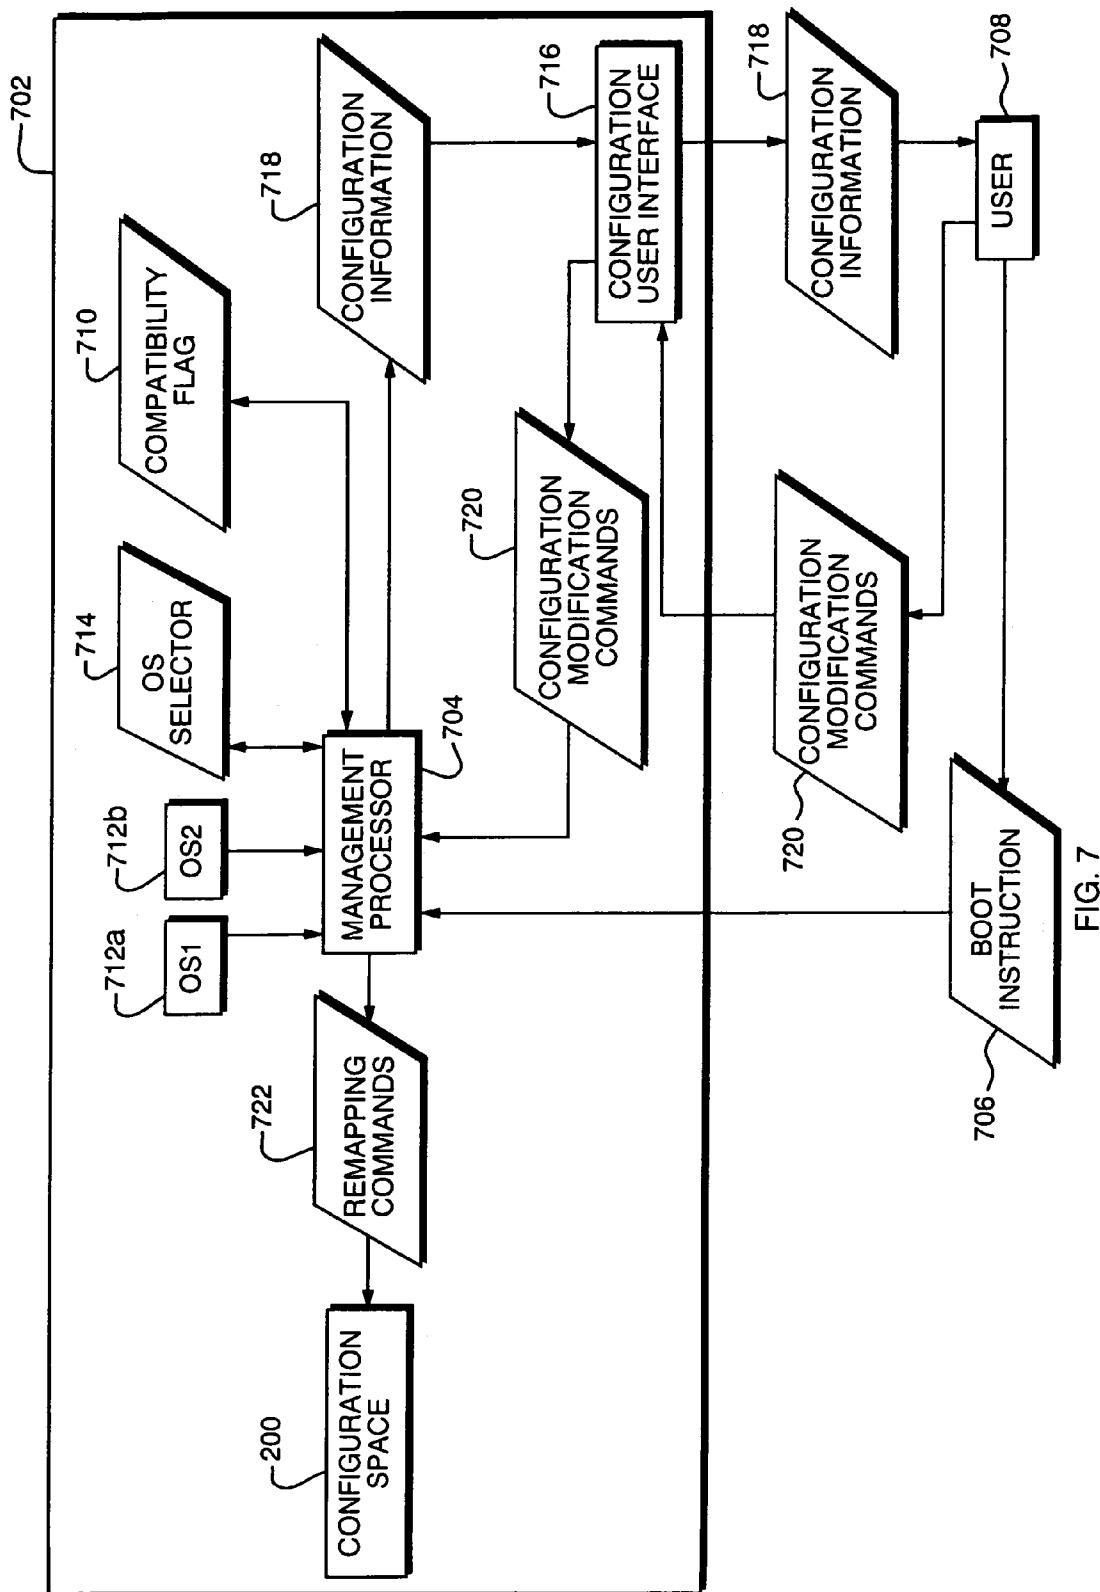 702
712a
OS1
712b
OS2
714
OS
SELECTOR
710
COMPATIBILITY
FLAG
200
CONFIGURATION
SPACE
722
REMAPPING
COMMANDS
MANAGEMENT
PROCESSOR
704
718
CONFIGURATION
INFORMATION
720
CONFIGURATION
MODIFICATION
COMMANDS
716
CONFIGURATION
USER INTERFACE
720
CONFIGURATION
MODIFICATION
COMMANDS
718
CONFIGURATION
INFORMATION
706
BOOT
INSTRUCTION
USER
708
FIG. 7